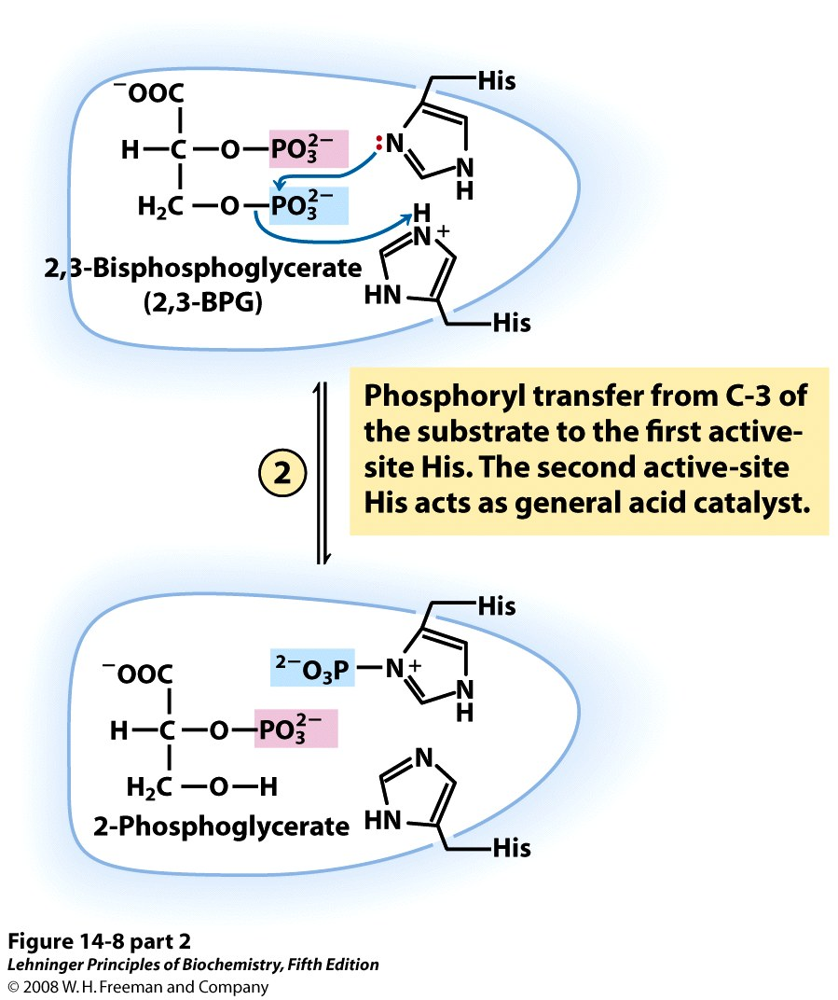 ⁻OOC
His
H—C—O—PO₃²⁻
:N
N
H
H₂C—O—PO₃²⁻
H
N⁺
2,3-Bisphosphoglycerate
(2,3-BPG)
HN
His
2
Phosphoryl transfer from C-3 of
the substrate to the first active-
site His. The second active-site
His acts as general acid catalyst.
His
⁻OOC
²⁻O₃P—N⁺
N
H
H—C—O—PO₃²⁻
N
H₂C—O—H
2-Phosphoglycerate
HN
His
Figure 14-8 part 2
Lehninger Principles of Biochemistry, Fifth Edition
© 2008 W. H. Freeman and Company